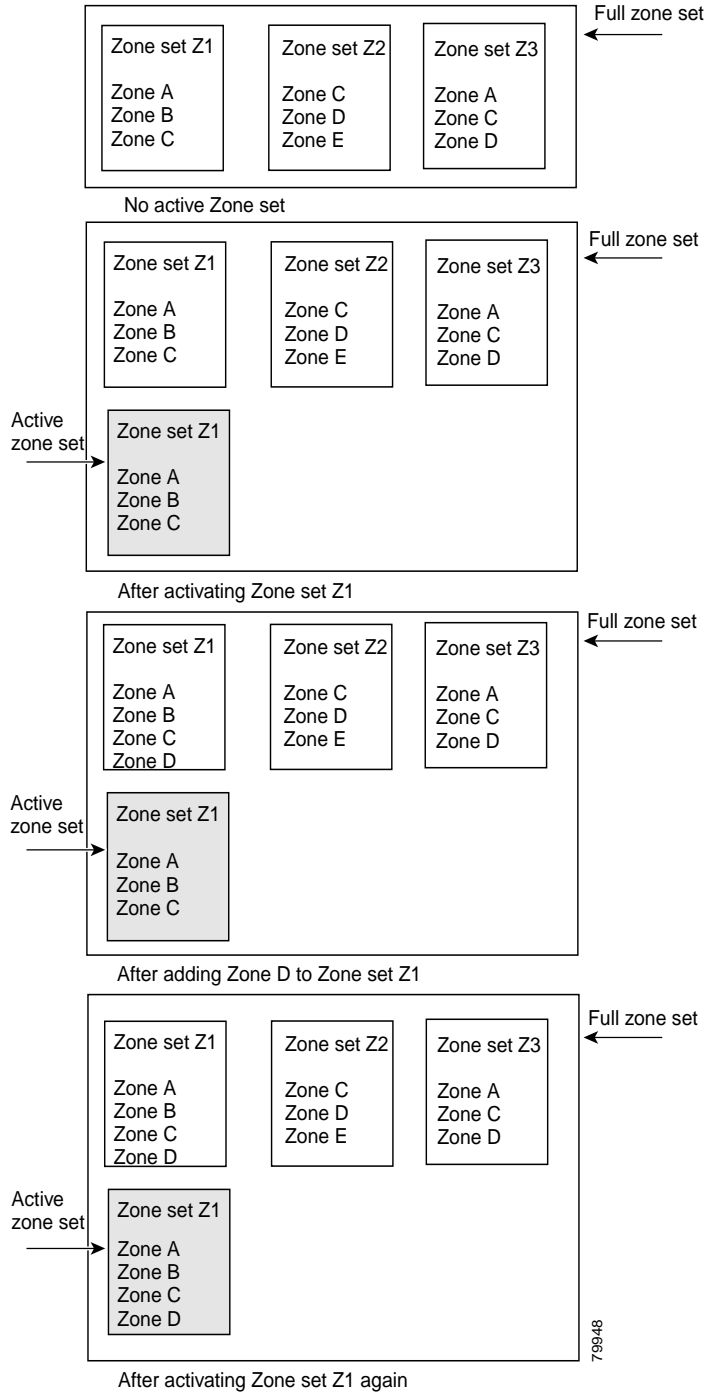 Full zone set
Zone set Z1
Zone A
Zone B
Zone C
Zone set Z2
Zone C
Zone D
Zone E
Zone set Z3
Zone A
Zone C
Zone D
No active Zone set
Full zone set
Zone set Z1
Zone A
Zone B
Zone C
Zone set Z2
Zone C
Zone D
Zone E
Zone set Z3
Zone A
Zone C
Zone D
Active
zone set
Zone set Z1
Zone A
Zone B
Zone C
After activating Zone set Z1
Full zone set
Zone set Z1
Zone A
Zone B
Zone C
Zone D
Zone set Z2
Zone C
Zone D
Zone E
Zone set Z3
Zone A
Zone C
Zone D
Active
zone set
Zone set Z1
Zone A
Zone B
Zone C
After adding Zone D to Zone set Z1
Full zone set
Zone set Z1
Zone A
Zone B
Zone C
Zone D
Zone set Z2
Zone C
Zone D
Zone E
Zone set Z3
Zone A
Zone C
Zone D
Active
zone set
Zone set Z1
Zone A
Zone B
Zone C
Zone D
79948
After activating Zone set Z1 again